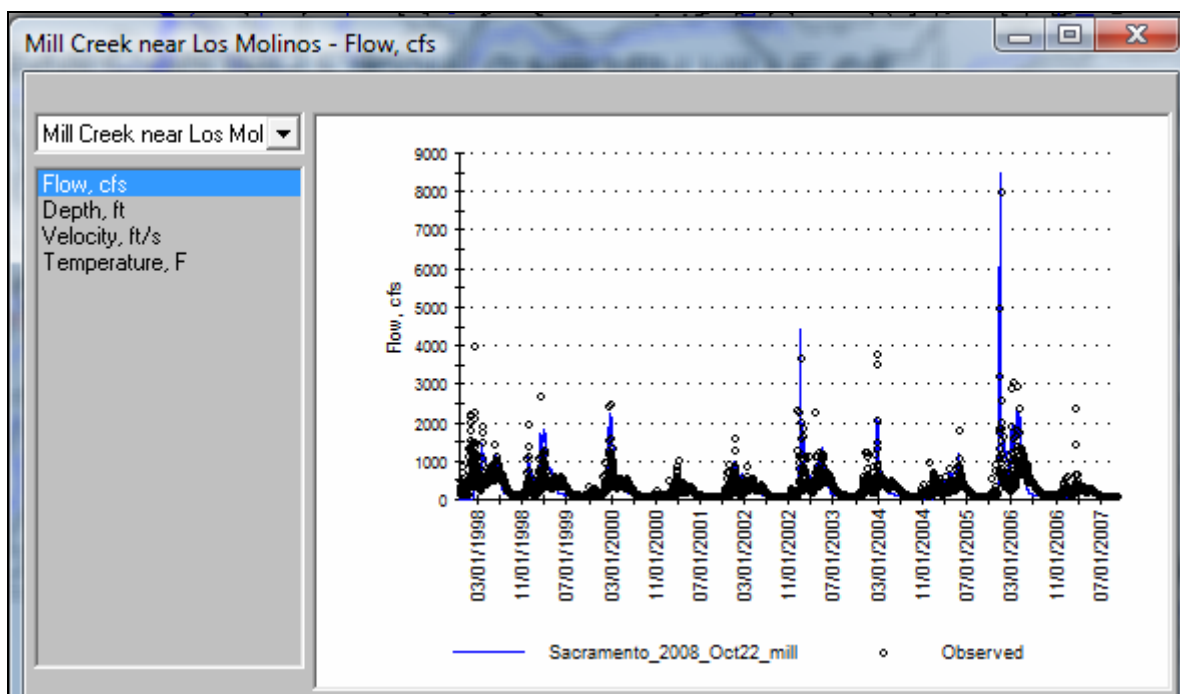 Mill Creek near Los Molinos - Flow, cfs
Mill Creek near Los Mol
Flow, cfs
Depth, ft
Velocity, ft/s
Temperature, F
9000
8000
7000
6000
5000
4000
3000
2000
1000
0
Flow, cfs
03/01/1998
11/01/1998
07/01/1999
03/01/2000
11/01/2000
07/01/2001
03/01/2002
11/01/2002
07/01/2003
03/01/2004
11/01/2004
07/01/2005
03/01/2006
11/01/2006
07/01/2007
Sacramento_2008_Oct22_mill
Observed